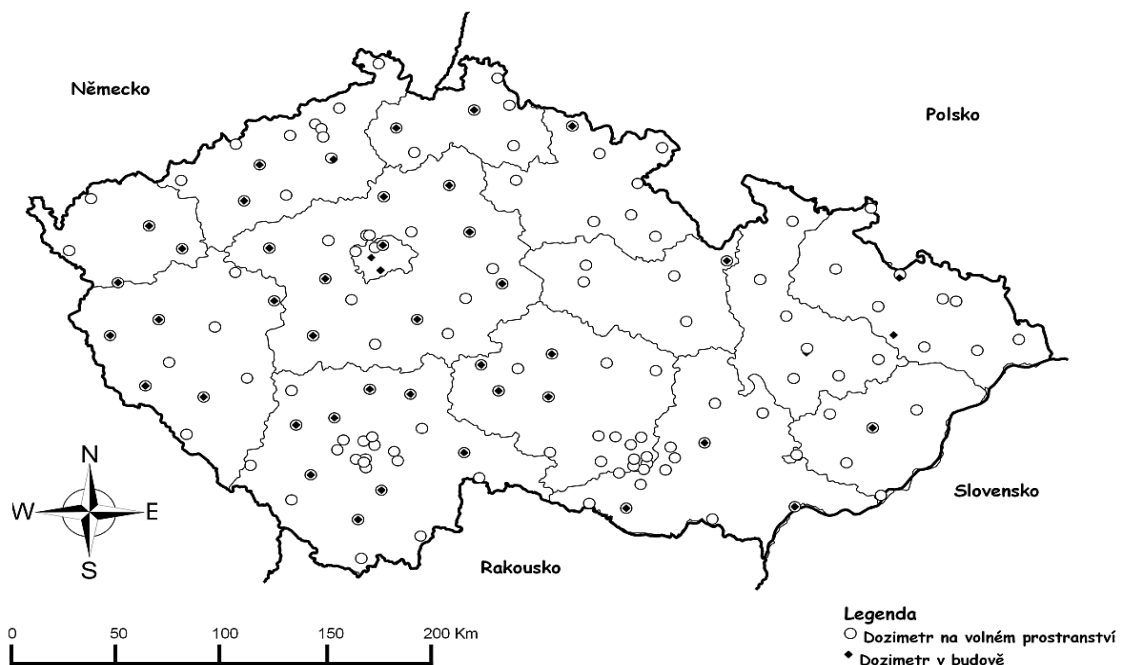 Německo
Polsko
N
W E
S
Slovensko
Rakousko
0 50 100 150 200 Km
Legenda
Dozimetr na volném prostranství
Dozimetr v budově